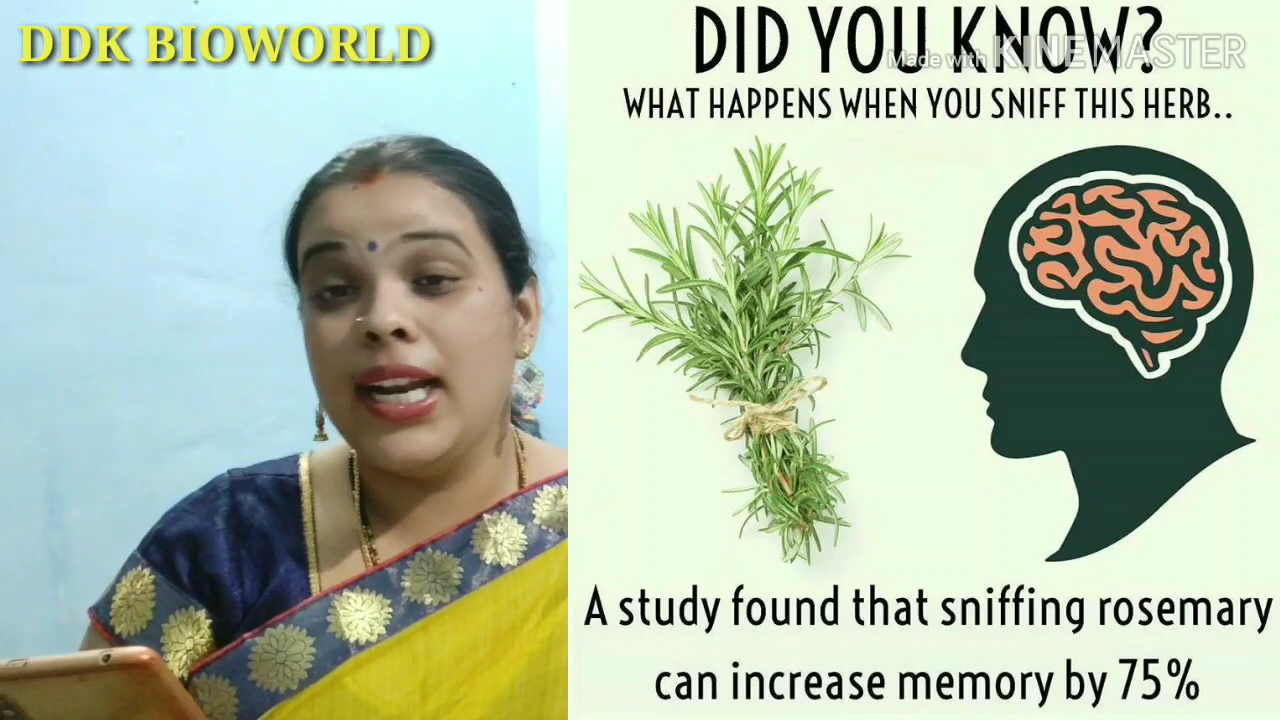 DDK BIOWORLD
DID YOU KNOW?
Made with KINEMASTER
WHAT HAPPENS WHEN YOU SNIFF THIS HERB..
A study found that sniffing rosemary
can increase memory by 75%